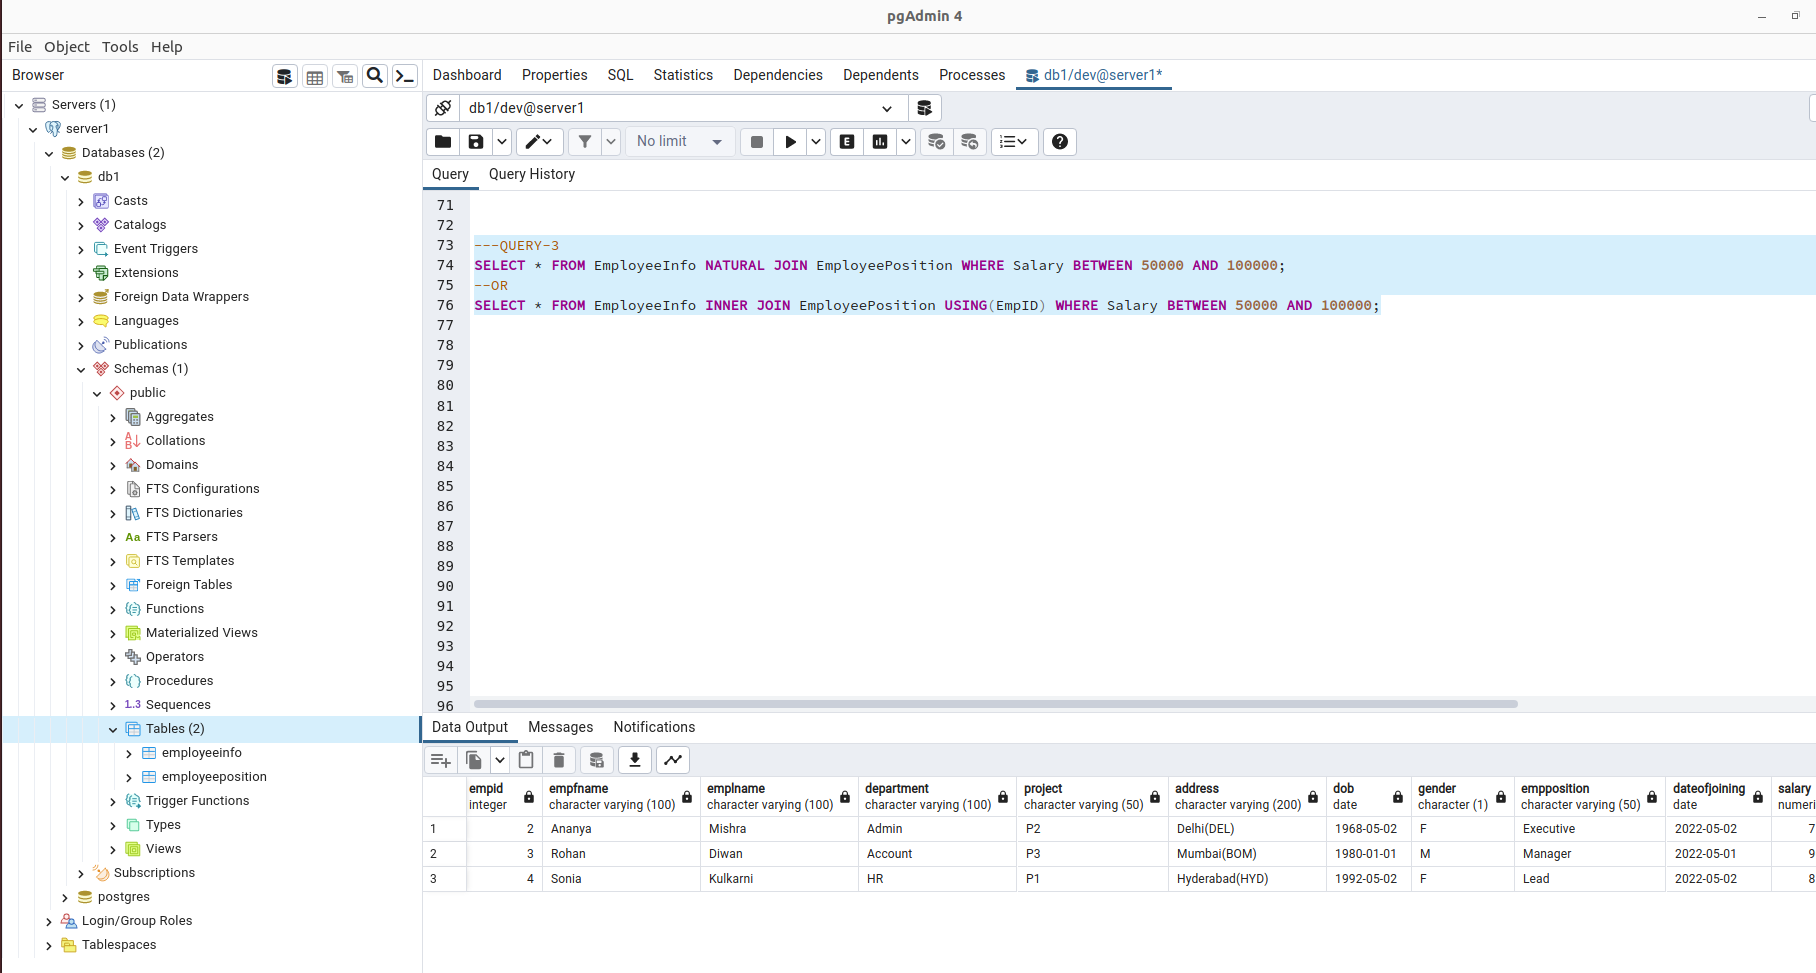 pgAdmin 4
File Object Tools Help
Browser
Dashboard Properties SQL Statistics Dependencies Dependents Processes db1/dev@server1*
Servers (1)
server1
Databases (2)
db1
Casts
Catalogs
Event Triggers
Extensions
Foreign Data Wrappers
Languages
Publications
Schemas (1)
public
Aggregates
Collations
Domains
FTS Configurations
FTS Dictionaries
Aa FTS Parsers
FTS Templates
Foreign Tables
Functions
Materialized Views
Operators
Procedures
1..3 Sequences
Tables (2)
employeeinfo
employeeposition
Trigger Functions
Types
Views
Subscriptions
postgres
Login/Group Roles
Tablespaces
db1/dev@server1
No limit E
Query Query History
71
72
73 ---QUERY-3
74 SELECT * FROM EmployeeInfo NATURAL JOIN EmployeePosition WHERE Salary BETWEEN 50000 AND 100000;
75 --OR
76 SELECT * FROM EmployeeInfo INNER JOIN EmployeePosition USING(EmpID) WHERE Salary BETWEEN 50000 AND 100000;
77
78
79
80
81
82
83
84
85
86
87
88
89
90
91
92
93
94
95
96
Data Output Messages Notifications
empid empfname emplname department project address dob gender empposition dateofjoining salary
integer character varying (100) character varying (100) character varying (100) character varying (50) character varying (200) date character (1) character varying (50) date numeri
1 2 Ananya Mishra Admin P2 Delhi(DEL) 1968-05-02 F Executive 2022-05-02 7
2 3 Rohan Diwan Account P3 Mumbai(BOM) 1980-01-01 M Manager 2022-05-01 9
3 4 Sonia Kulkarni HR P1 Hyderabad(HYD) 1992-05-02 F Lead 2022-05-02 8